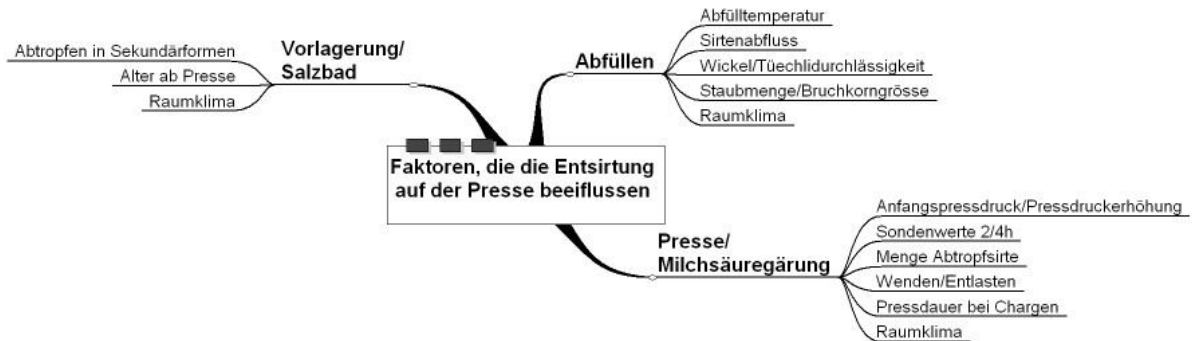 Faktoren, die die Entsirtung
auf der Presse beeiflussen
Vorlagerung/
Salzbad
Abtropfen in Sekundärformen
Alter ab Presse
Raumklima
Abfüllen
Abfülltemperatur
Sirtenabfluss
Wickel/Tüechlidurchlässigkeit
Staubmenge/Bruchkorngrösse
Raumklima
Presse/
Milchsäuregärung
Anfangspressdruck/Pressdruckerhöhung
Sondenwerte 2/4h
Menge Abtropfsirte
Wenden/Entlasten
Pressdauer bei Chargen
Raumklima